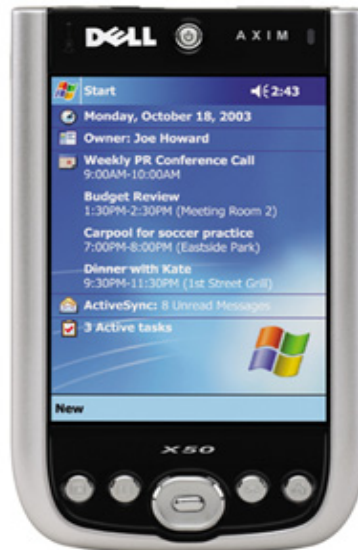 DELL
AXIM
Start 2:43
Monday, October 18, 2003
Owner: Joe Howard
Weekly PR Conference Call
9:00AM-10:00AM
Budget Review
1:30PM-2:30PM (Meeting Room 2)
Carpool for soccer practice
7:00PM-8:00PM (Eastside Park)
Dinner with Kate
9:30PM-11:30PM (1st Street Grill)
ActiveSync: 8 Unread Messages
3 Active tasks
New
X50